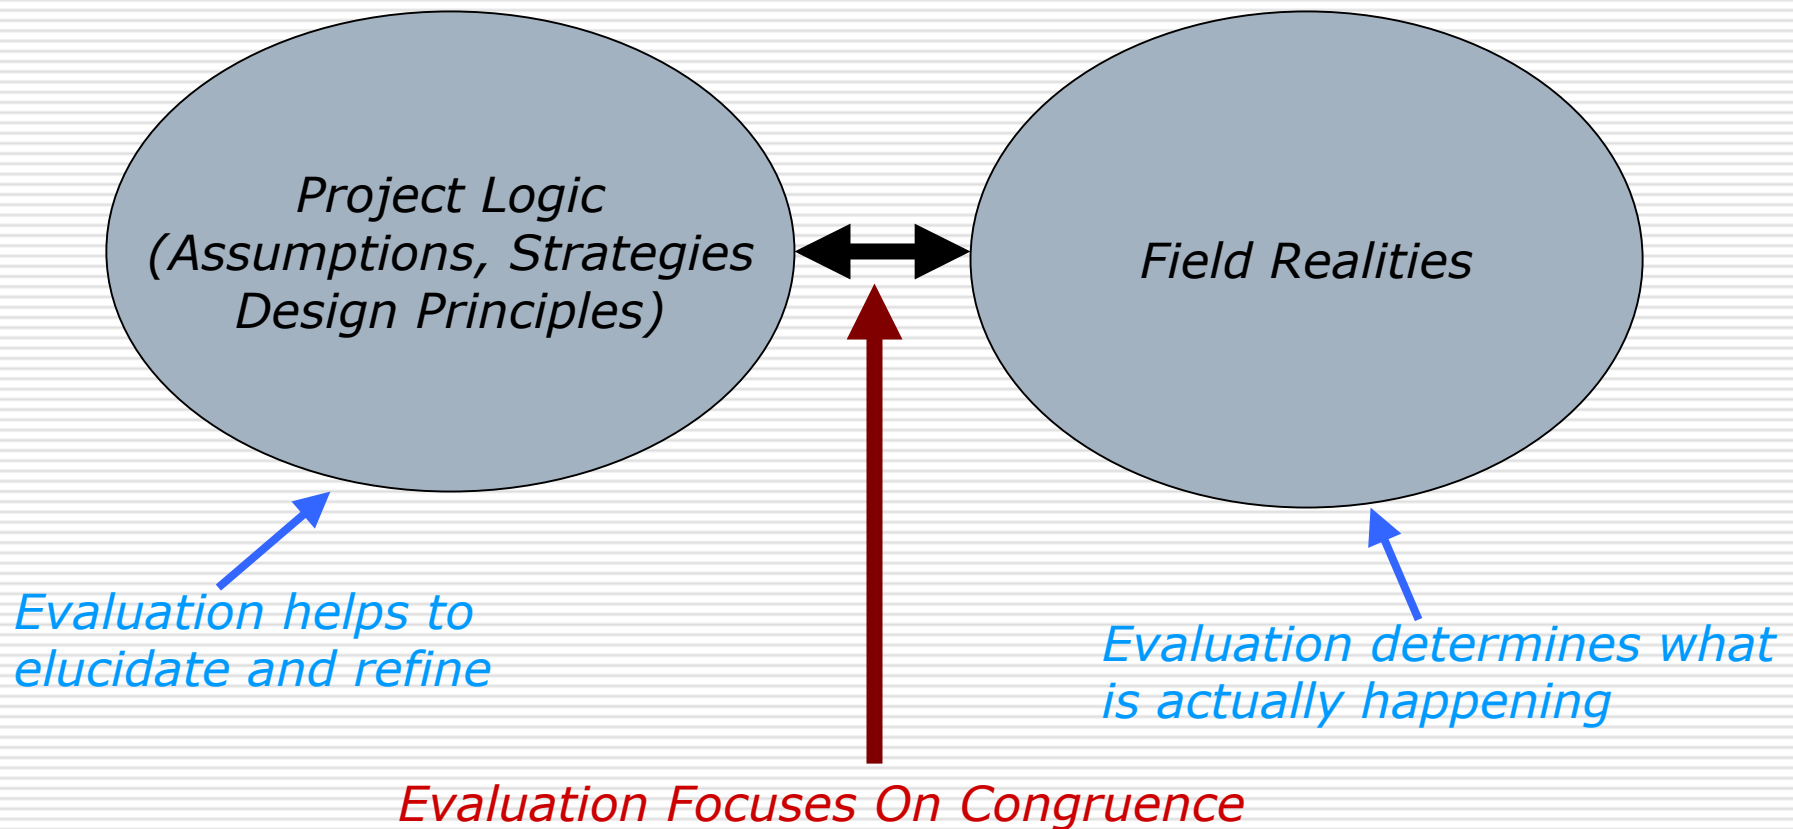 Project Logic
(Assumptions, Strategies
Design Principles)
Field Realities
Evaluation helps to
elucidate and refine
Evaluation determines what
is actually happening
Evaluation Focuses On Congruence